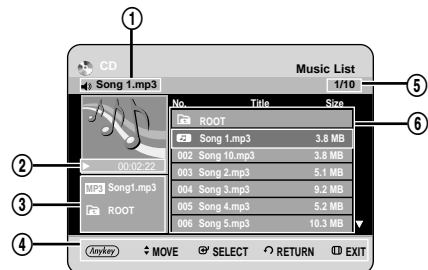 ①
CD
Music List
Song 1.mp3
1/10
⑤
No. Title Size
ROOT
⑥
Song 1.mp3 3.8 MB
002 Song 10.mp3 3.8 MB
② 00:02:22
003 Song 2.mp3 5.1 MB
MP3 Song1.mp3
004 Song 3.mp3 9.2 MB
③
ROOT
005 Song 4.mp3 5.2 MB
006 Song 5.mp3 10.3 MB
④
Anykey MOVE SELECT RETURN EXIT